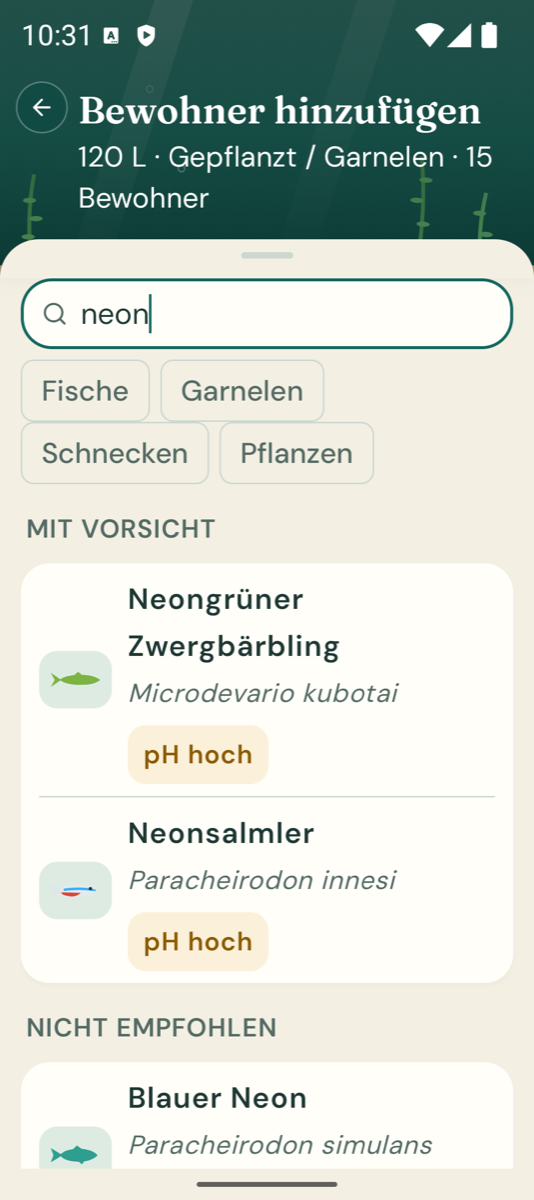 10:31
Bewohner hinzufügen
120 L · Gepflanzt / Garnelen · 15
Bewohner
neon
Fische
Garnelen
Schnecken
Pflanzen
MIT VORSICHT
Neongrüner
Zwergbärbling
Microdevario kubotai
pH hoch
Neonsalmler
Paracheirodon innesi
pH hoch
NICHT EMPFOHLEN
Blauer Neon
Paracheirodon simulans